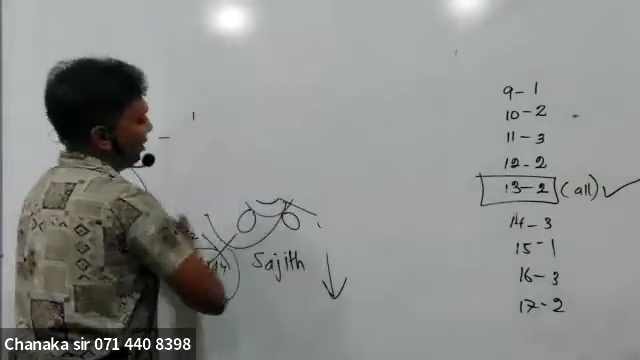 9 - 1
10 - 2
11 - 3
12 - 2
13 - 2 (all) ✓
14 - 3
15 - 1
16 - 3
17 - 2
Sajith
Chanaka sir 071 440 8398